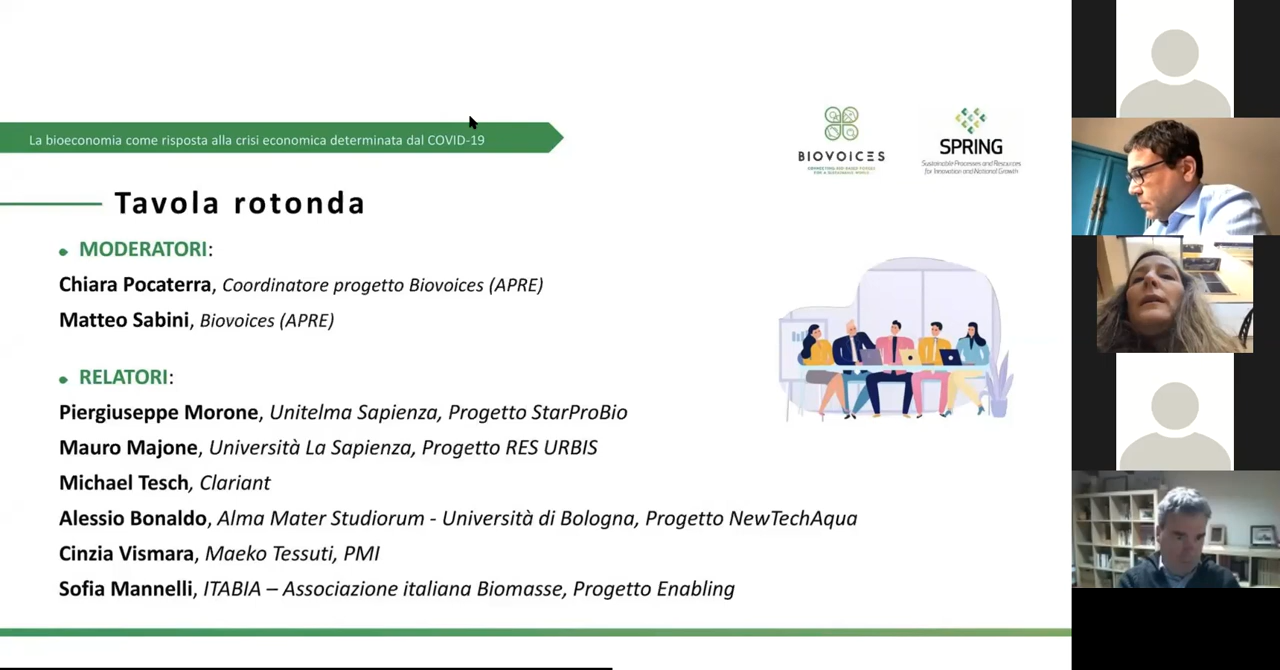 La bioeconomia come risposta alla crisi economica determinata dal COVID-19
BIOVOICES
SPRING
Sustainable Processes and Resources
for Innovation and National Growth
Tavola rotonda
MODERATORI:
Chiara Pocaterra, Coordinatore progetto Biovoices (APRE)
Matteo Sabini, Biovoices (APRE)
RELATORI:
Piergiuseppe Morone, Unitelma Sapienza, Progetto StarProBio
Mauro Majone, Università La Sapienza, Progetto RES URBIS
Michael Tesch, Clariant
Alessio Bonaldo, Alma Mater Studiorum - Università di Bologna, Progetto NewTechAqua
Cinzia Vismara, Maeko Tessuti, PMI
Sofia Mannelli, ITABIA – Associazione italiana Biomasse, Progetto Enabling